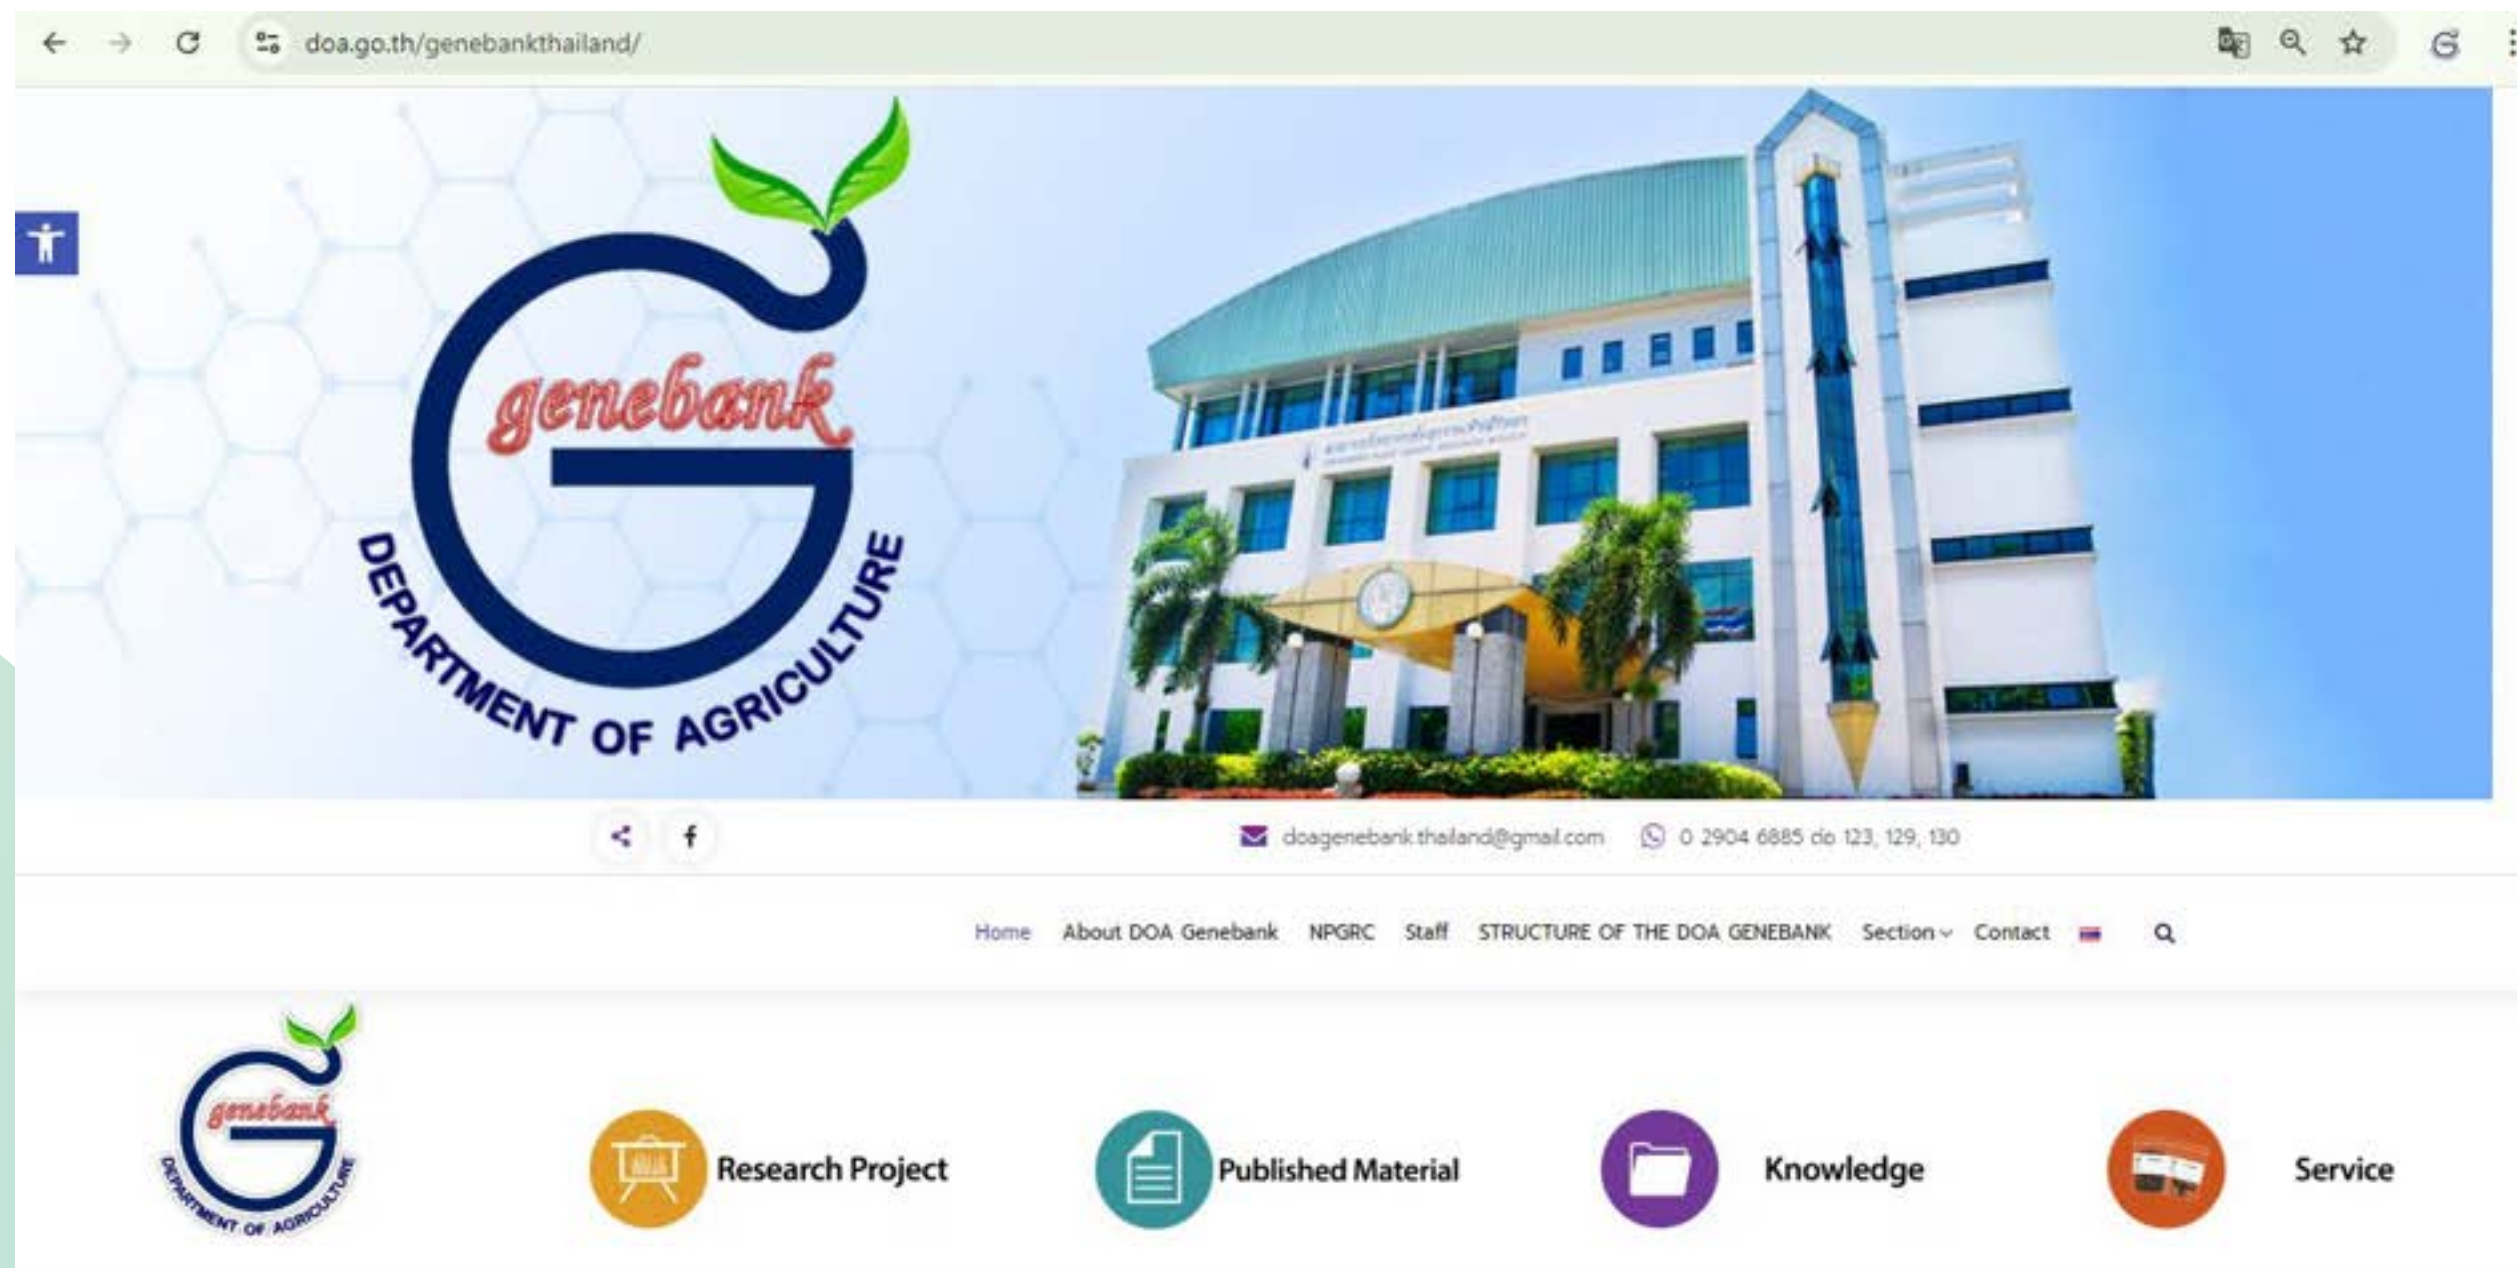 doa.go.th/genebankthailand/
genebank
DEPARTMENT OF AGRICULTURE
doagenebank.thailand@gmail.com 0 2904 6885 ต่อ 123, 129, 130
Home About DOA Genebank NPGRC Staff STRUCTURE OF THE DOA GENEBANK Section Contact
genebank
DEPARTMENT OF AGRICULTURE
Research Project
Published Material
Knowledge
Service